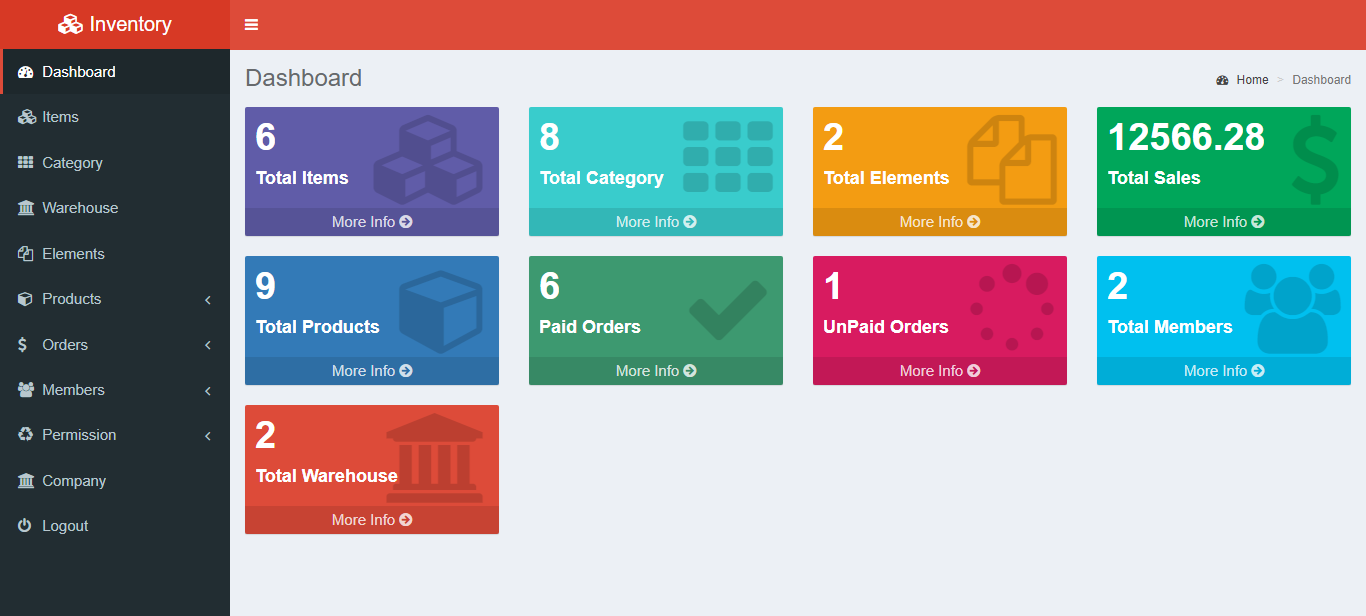 Inventory
Dashboard
Items
Category
Warehouse
Elements
Products
Orders
Members
Permission
Company
Logout
Dashboard
Home > Dashboard
6
Total Items
More Info
8
Total Category
More Info
2
Total Elements
More Info
12566.28
Total Sales
More Info
9
Total Products
More Info
6
Paid Orders
More Info
1
UnPaid Orders
More Info
2
Total Members
More Info
2
Total Warehouse
More Info